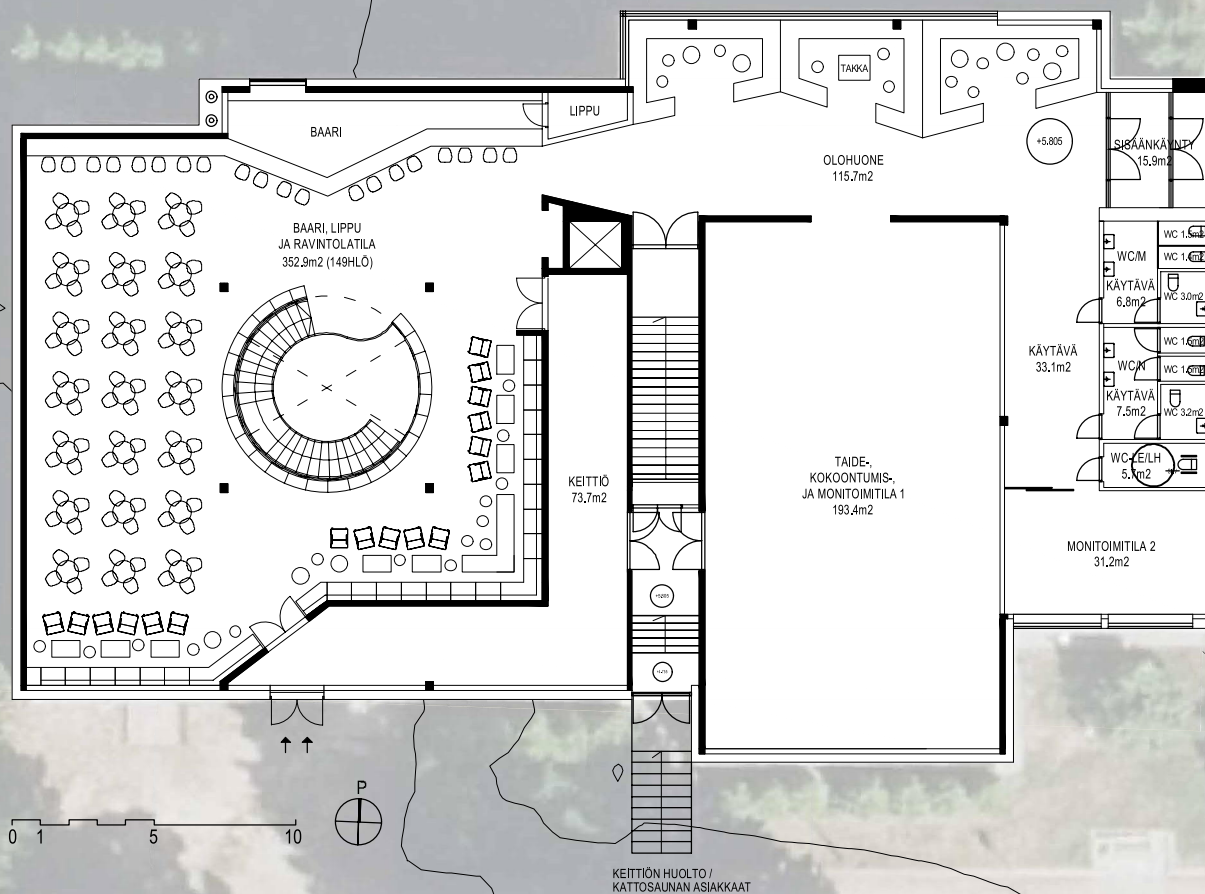 TAKKA
LIPPU
BAARI
+5.805
SISÄÄNKÄYNTY
15.9m2
OLOHUONE
115.7m2
BAARI, LIPPU
JA RAVINTOLATILA
352.9m2 (149HLÖ)
WC/M
KÄYTÄVÄ
6.8m2
WC 3.0m2
KÄYTÄVÄ
33.1m2
WC/N
KÄYTÄVÄ
7.5m2
WC 3.2m2
WC-LE/LH
5.7m2
KEITTIÖ
73.7m2
TAIDE-,
KOKOONTUMIS-,
JA MONITOIMITILA 1
193.4m2
MONITOIMITILA 2
31.2m2
P
0 1 5 10
KEITTIÖN HUOLTO /
KATTOSAUNAN ASIAKKAAT